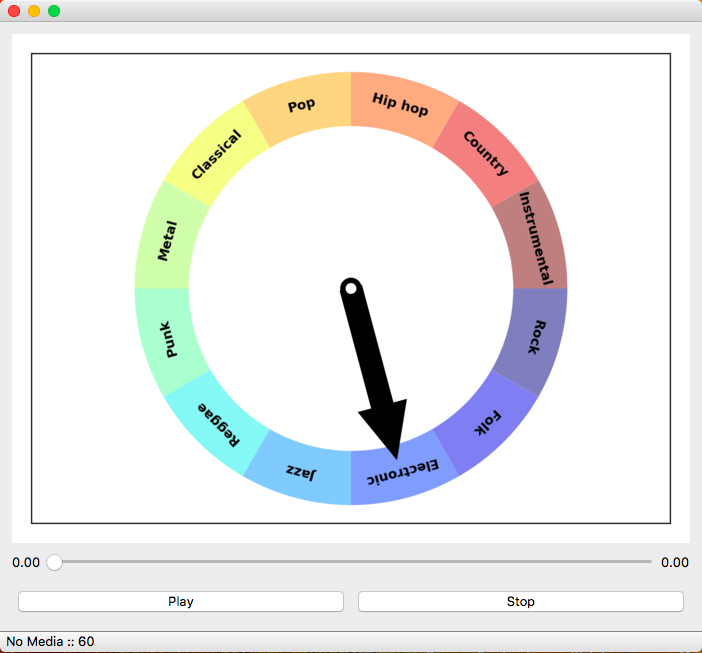 Pop
Hip hop
Classical
Country
Metal
Instrumental
Punk
Rock
Reggae
Folk
Jazz
Electronic
0.00
0.00
Play
Stop
No Media :: 60